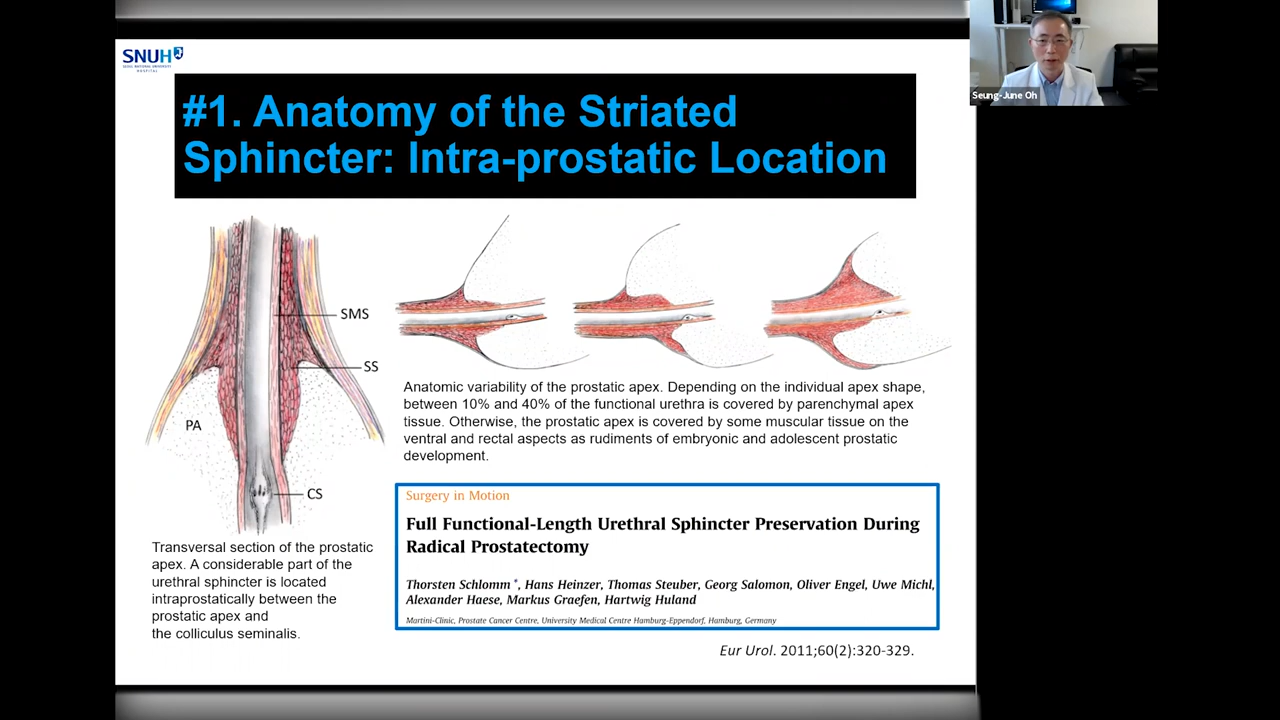 SNUH
SEOUL NATIONAL UNIVERSITY
HOSPITAL
Seung-June Oh
#1. Anatomy of the Striated
Sphincter: Intra-prostatic Location
SMS
SS
PA
CS
Transversal section of the prostatic
apex. A considerable part of the
urethral sphincter is located
intraprostatically between the
prostatic apex and
the colliculus seminalis.
Anatomic variability of the prostatic apex. Depending on the individual apex shape,
between 10% and 40% of the functional urethra is covered by parenchymal apex
tissue. Otherwise, the prostatic apex is covered by some muscular tissue on the
ventral and rectal aspects as rudiments of embryonic and adolescent prostatic
development.
Surgery in Motion
Full Functional-Length Urethral Sphincter Preservation During
Radical Prostatectomy
Thorsten Schlomm *, Hans Heinzer, Thomas Steuber, Georg Salomon, Oliver Engel, Uwe Michl,
Alexander Haese, Markus Graefen, Hartwig Huland
Martini-Clinic, Prostate Cancer Centre, University Medical Centre Hamburg-Eppendorf, Hamburg, Germany
Eur Urol. 2011;60(2):320-329.